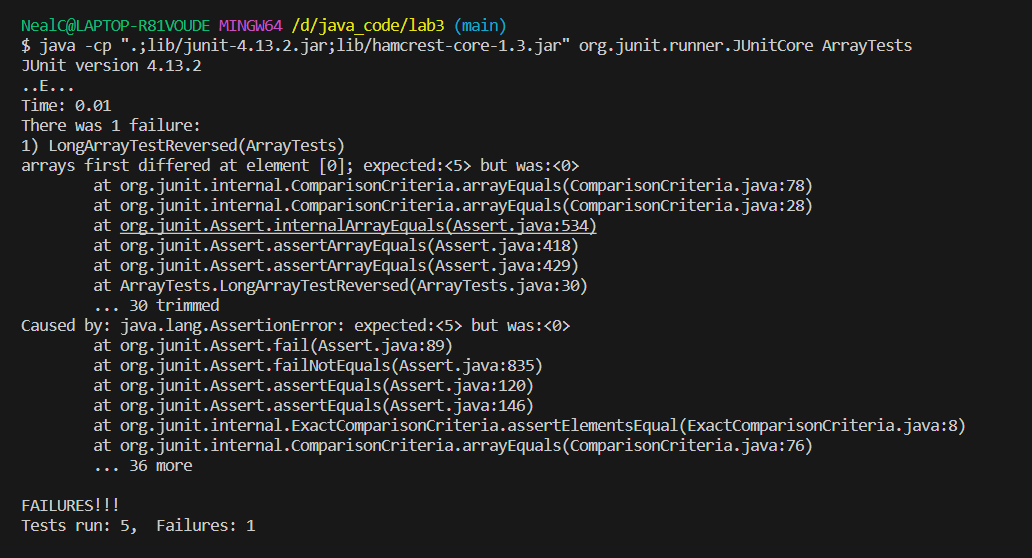 NealC@LAPTOP-R81VOUDE MINGW64 /d/java_code/lab3 (main)
$ java -cp ".;lib/junit-4.13.2.jar;lib/hamcrest-core-1.3.jar" org.junit.runner.JUnitCore ArrayTests
JUnit version 4.13.2
..E...
Time: 0.01
There was 1 failure:
1) LongArrayTestReversed(ArrayTests)
arrays first differed at element [0]; expected:<5> but was:<0>
        at org.junit.internal.ComparisonCriteria.arrayEquals(ComparisonCriteria.java:78)
        at org.junit.internal.ComparisonCriteria.arrayEquals(ComparisonCriteria.java:28)
        at org.junit.Assert.internalArrayEquals(Assert.java:534)
        at org.junit.Assert.assertArrayEquals(Assert.java:418)
        at org.junit.Assert.assertArrayEquals(Assert.java:429)
        at ArrayTests.LongArrayTestReversed(ArrayTests.java:30)
        ... 30 trimmed
Caused by: java.lang.AssertionError: expected:<5> but was:<0>
        at org.junit.Assert.fail(Assert.java:89)
        at org.junit.Assert.failNotEquals(Assert.java:835)
        at org.junit.Assert.assertEquals(Assert.java:120)
        at org.junit.Assert.assertEquals(Assert.java:146)
        at org.junit.internal.ExactComparisonCriteria.assertElementsEqual(ExactComparisonCriteria.java:8)
        at org.junit.internal.ComparisonCriteria.arrayEquals(ComparisonCriteria.java:76)
        ... 36 more

FAILURES!!!
Tests run: 5,  Failures: 1